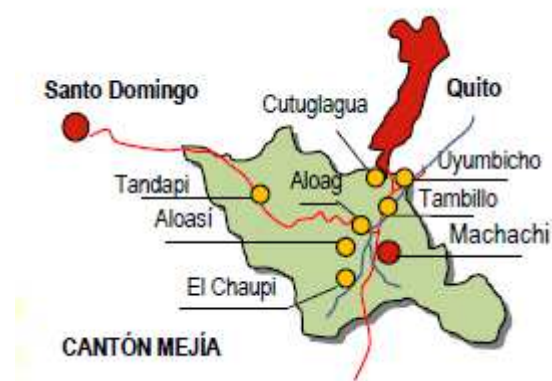 Santo Domingo
Quito
Cutuglagua
Uyumbicho
Tandapi
Aloag
Tambillo
Aloasí
Machachi
El Chaupi
CANTÓN MEJÍA